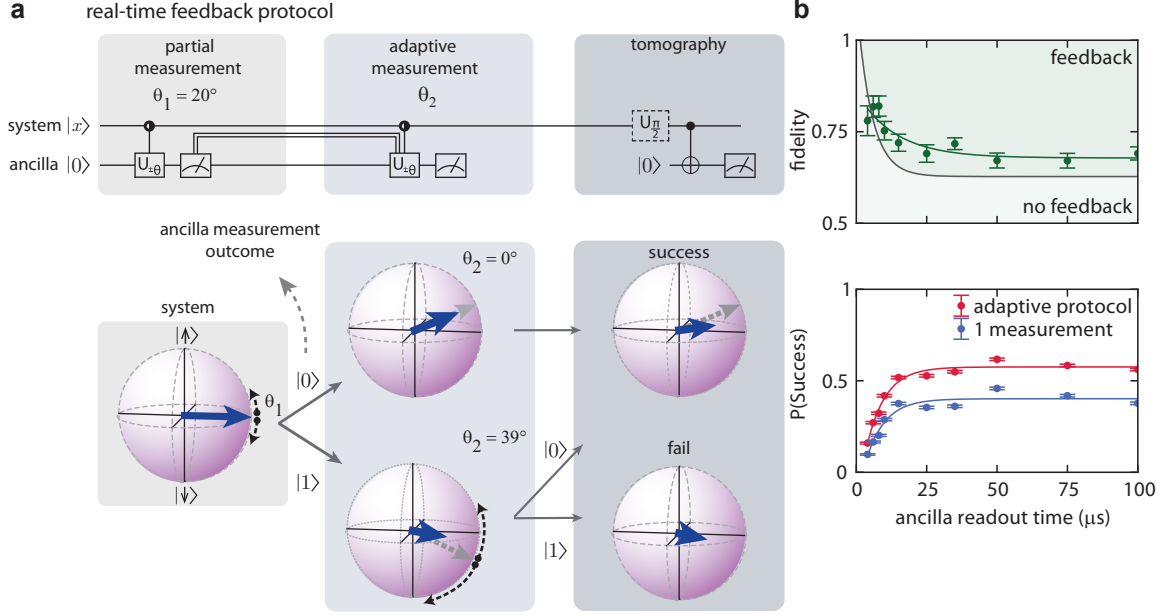 a
real-time feedback protocol
partial
measurement
θ₁ = 20°
adaptive
measurement
θ₂
tomography
system |x⟩
ancilla |0⟩
U±θ
U±θ
Uπ/2
|0⟩
ancilla measurement
outcome
system
|↑⟩
|↓⟩
θ₁
|0⟩
|1⟩
θ₂ = 0°
θ₂ = 39°
|0⟩
|1⟩
success
fail
b
1
0.75
0.5
fidelity
feedback
no feedback
1
0.5
0
P(Success)
adaptive protocol
1 measurement
0 25 50 75 100
ancilla readout time (μs)